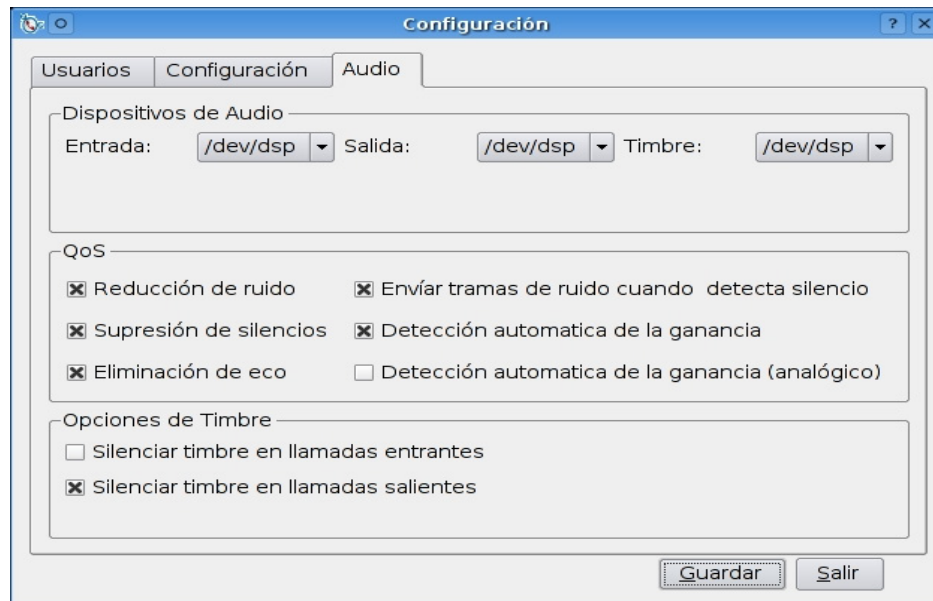 Configuración
Usuarios Configuración Audio
Dispositivos de Audio
Entrada: /dev/dsp Salida: /dev/dsp Timbre: /dev/dsp
QoS
Reducción de ruido Envíar tramas de ruido cuando detecta silencio
Supresión de silencios Detección automatica de la ganancia
Eliminación de eco Detección automatica de la ganancia (analógico)
Opciones de Timbre
Silenciar timbre en llamadas entrantes
Silenciar timbre en llamadas salientes
Guardar Salir